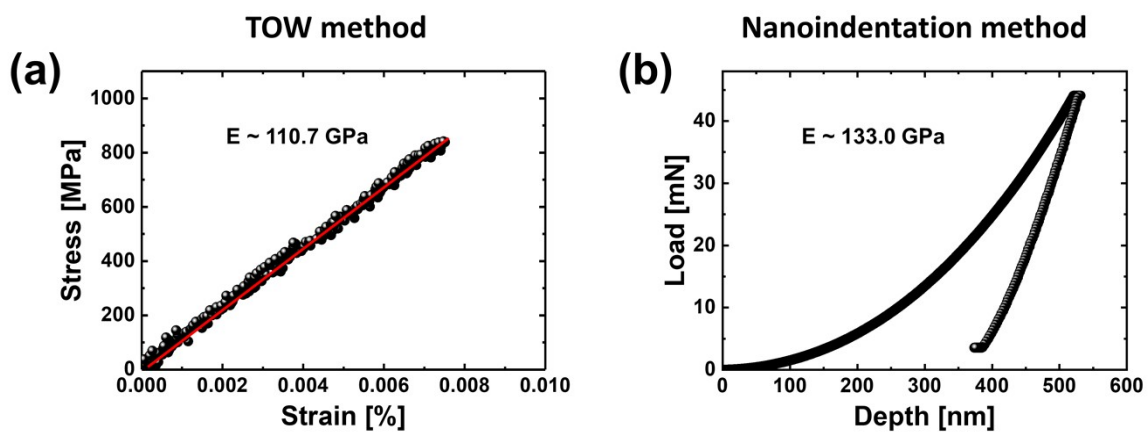 TOW method
Nanoindentation method
(a)
(b)
E ~ 110.7 GPa
E ~ 133.0 GPa
Stress [MPa]
1000
800
600
400
200
0
0.000 0.002 0.004 0.006 0.008 0.010
Strain [%]
Load [mN]
40
30
20
10
0
0 100 200 300 400 500 600
Depth [nm]